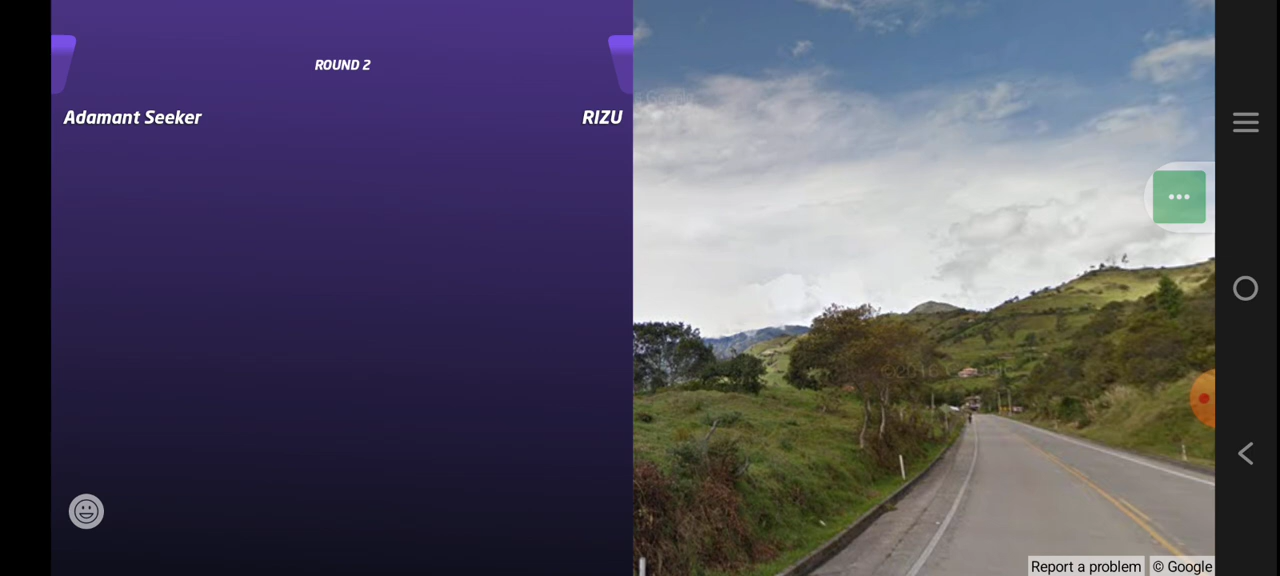 ROUND 2
Adamant Seeker
RIZU
Report a problem
© Google